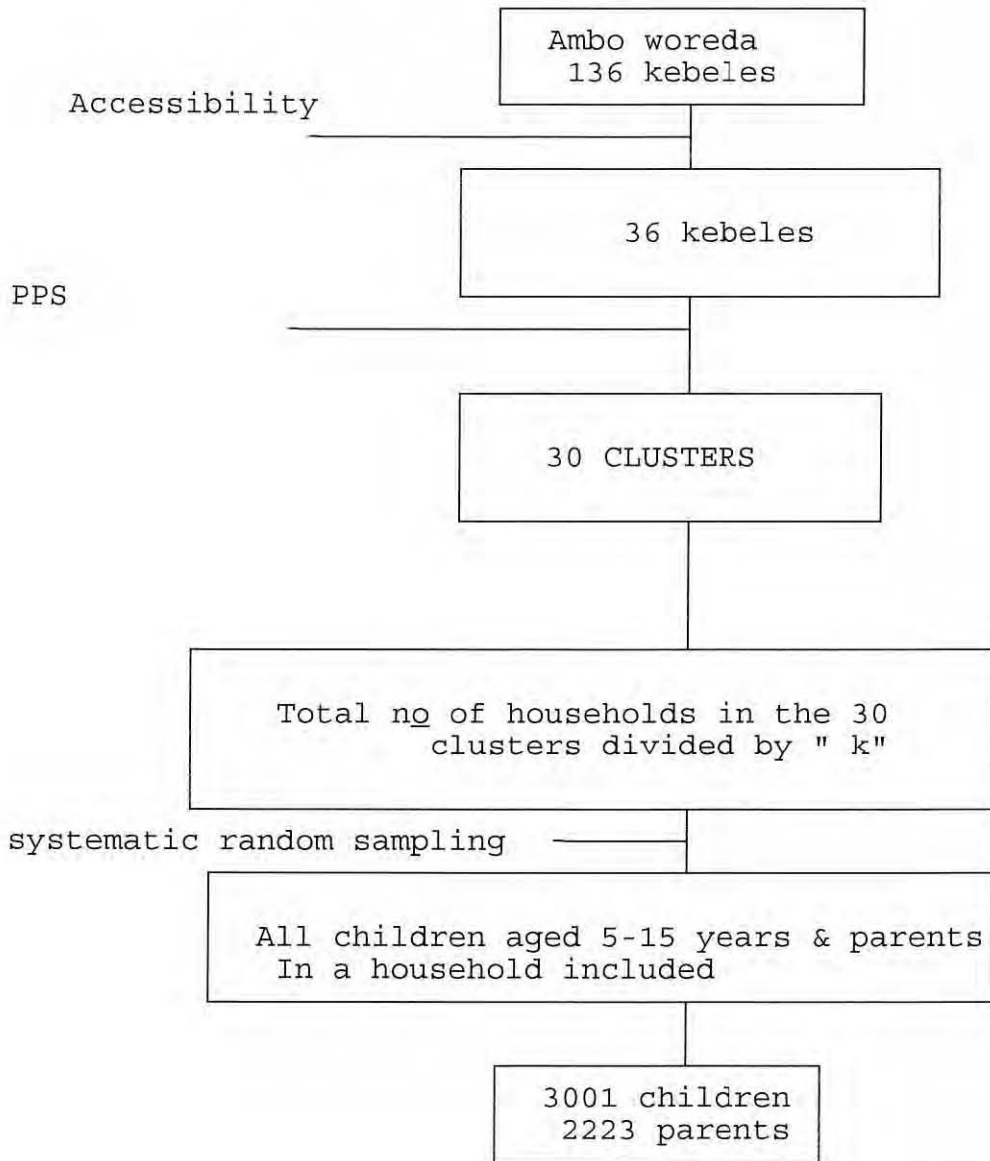 Ambo woreda
136 kebeles
Accessibility
36 kebeles
PPS
30 CLUSTERS
Total no of households in the 30
clusters divided by " k"
systematic random sampling
All children aged 5-15 years & parents
In a household included
3001 children
2223 parents